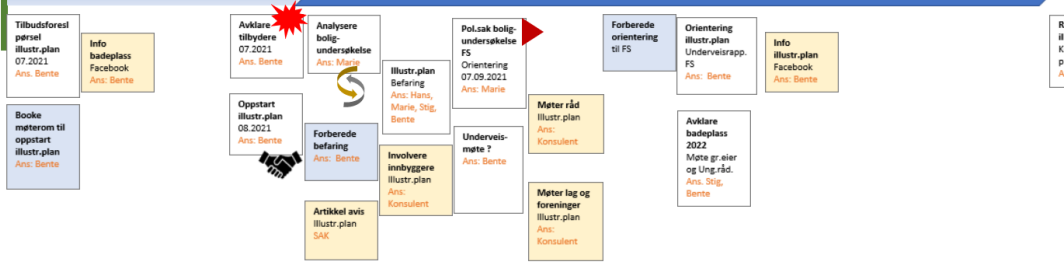 Tilbudsforesl
pørsel
illustr.plan
07.2021
Ans. Bente
Info
badeplass
Facebook
Ans: Bente
Booke
møterom til
oppstart
illustr.plan
Ans: Bente
Avklare
tilbydere
07.2021
Ans. Bente
Oppstart
illustr.plan
08.2021
Ans: Bente
Analysere
bolig-
undersøkelse
Ans: Marie
Forberede
befaring
Ans: Bente
Artikkel avis
Illustr.plan
SAK
Illustr.plan
Befaring
Ans: Hans,
Marie, Stig,
Bente
Involvere
innbyggere
Illustr.plan
Ans:
Konsulent
Pol.sak bolig-
undersøkelse
FS
Orientering
07.09.2021
Ans: Marie
Underveis-
møte ?
Ans: Bente
Møter råd
Illustr.plan
Ans:
Konsulent
Møter lag og
foreninger
Illustr.plan
Ans:
Konsulent
Forberede
orientering
til FS
Orientering
illustr.plan
Underveisrapp.
FS
Ans: Bente
Avklare
badeplass
2022
Møte gr.eier
og Ung.råd.
Ans. Stig,
Bente
Info
illustr.plan
Facebook
Ans: Bente